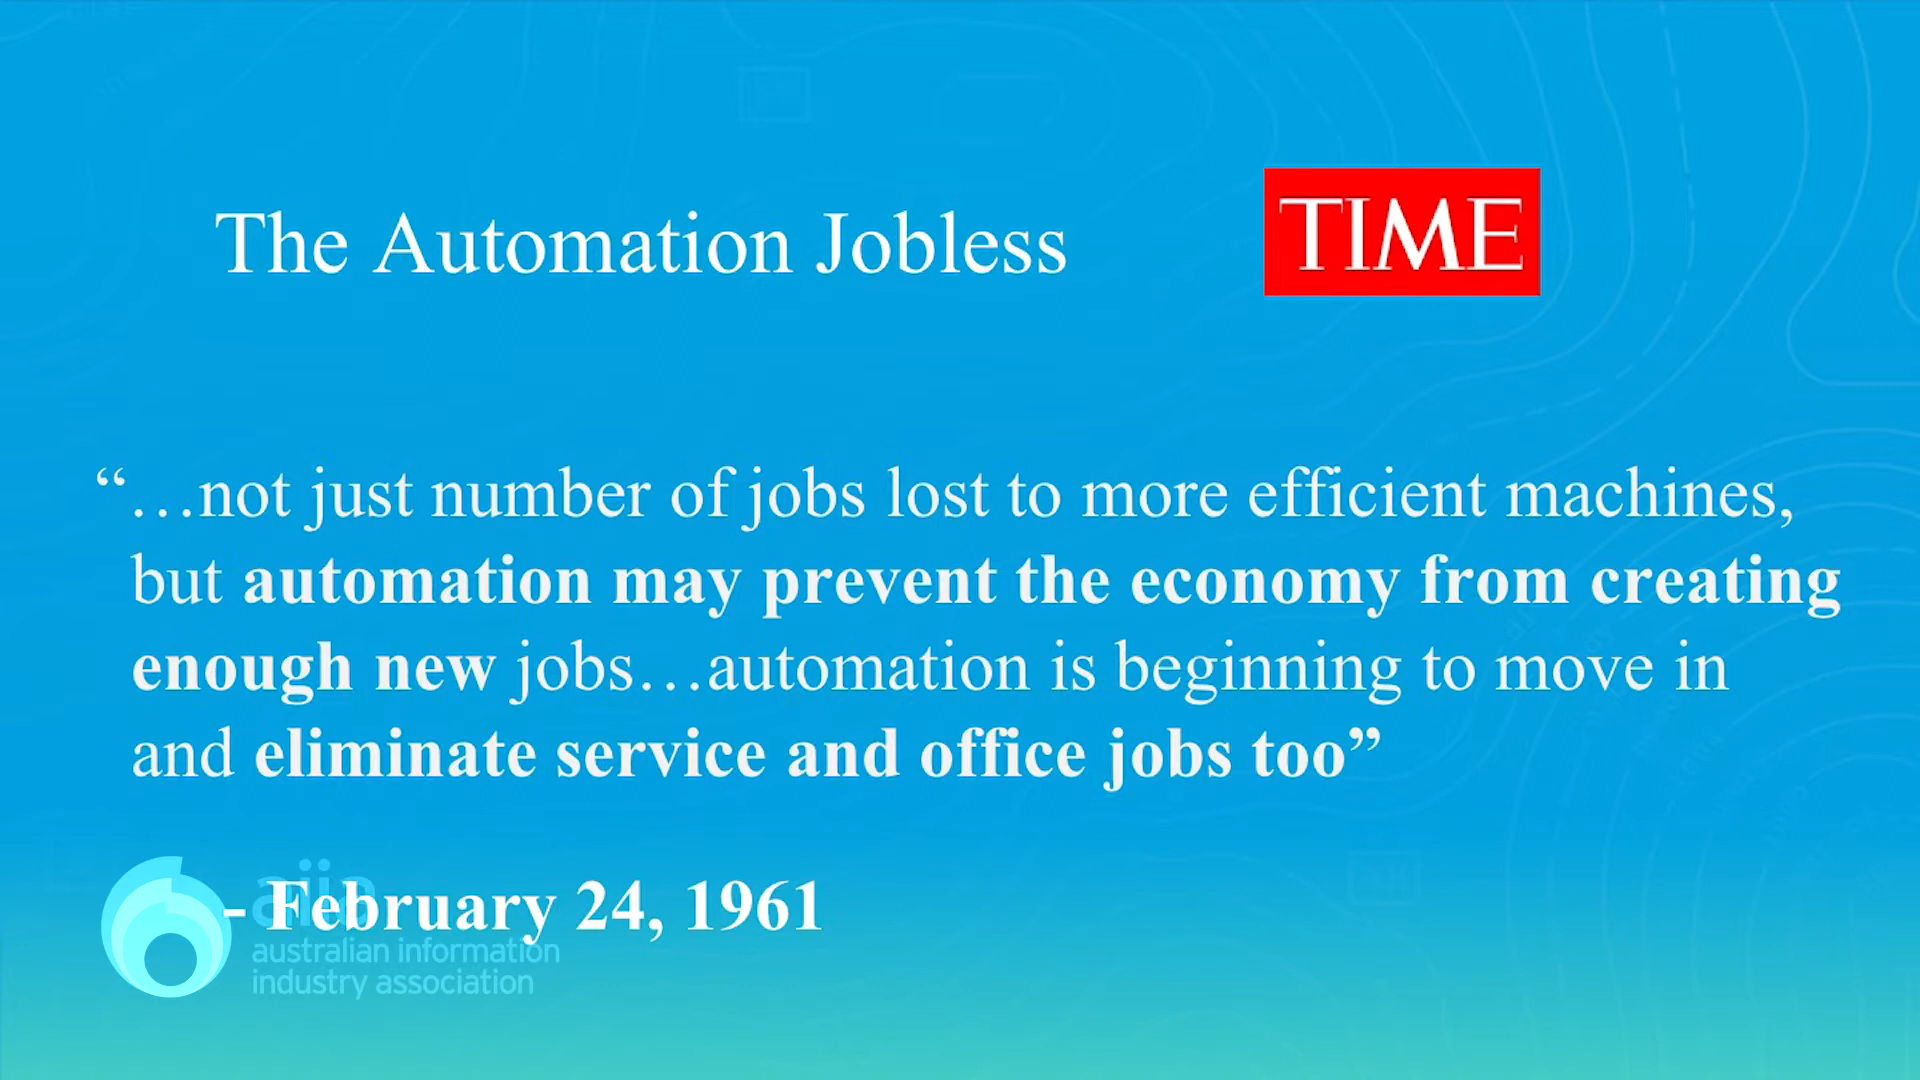 The Automation Jobless
TIME
“…not just number of jobs lost to more efficient machines,
but automation may prevent the economy from creating
enough new jobs…automation is beginning to move in
and eliminate service and office jobs too”
- February 24, 1961
aiia
australian information
industry association